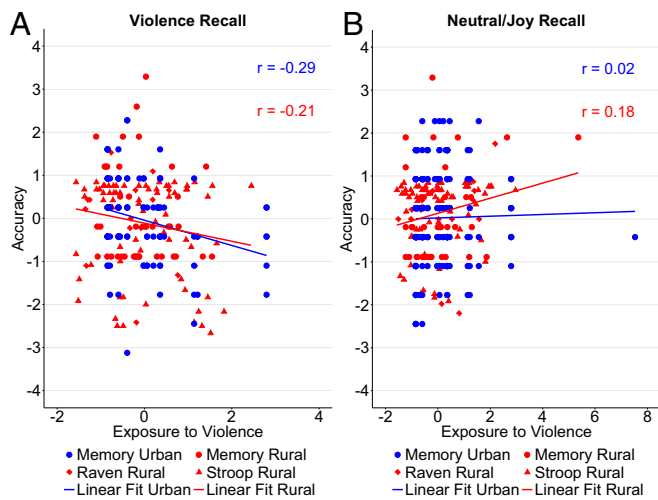 A
Violence Recall
4
3
2
1
0
-1
-2
-3
-4
Accuracy
r = -0.29
r = -0.21
-2
0
2
4
Exposure to Violence
Memory Urban
Memory Rural
Raven Rural
Stroop Rural
Linear Fit Urban
Linear Fit Rural
B
Neutral/Joy Recall
4
3
2
1
0
-1
-2
-3
-4
Accuracy
r = 0.02
r = 0.18
-2
0
2
4
6
8
Exposure to Violence
Memory Urban
Memory Rural
Raven Rural
Stroop Rural
Linear Fit Urban
Linear Fit Rural